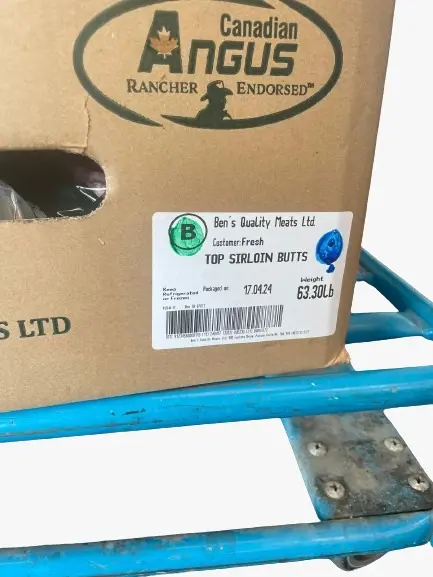 Canadian
ANGUS
RANCHER ENDORSED™
B
Ben's Quality Meats Ltd.
Customer: Fresh
TOP SIRLOIN BUTTS
Keep
Refrigerated
or Frozen
Packaged on:
17.04.24
Weight
63.30Lb
S LTD